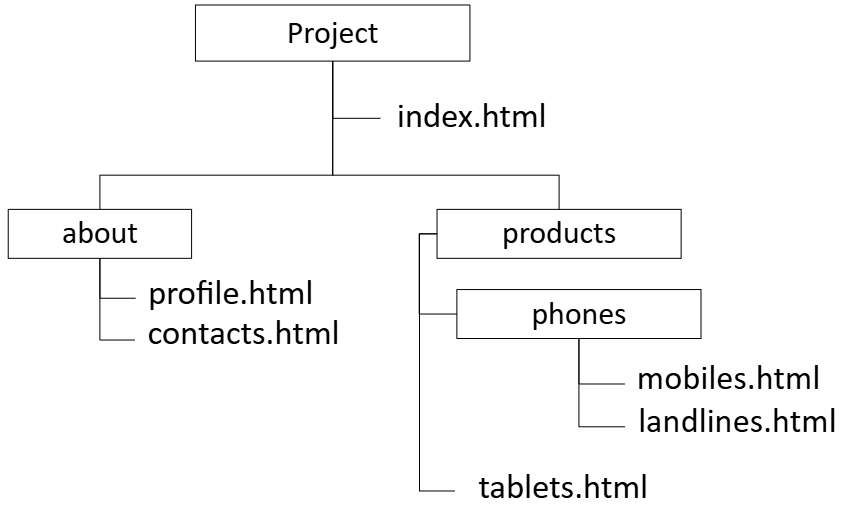 Project
index.html
about
products
profile.html
contacts.html
phones
mobiles.html
landlines.html
tablets.html